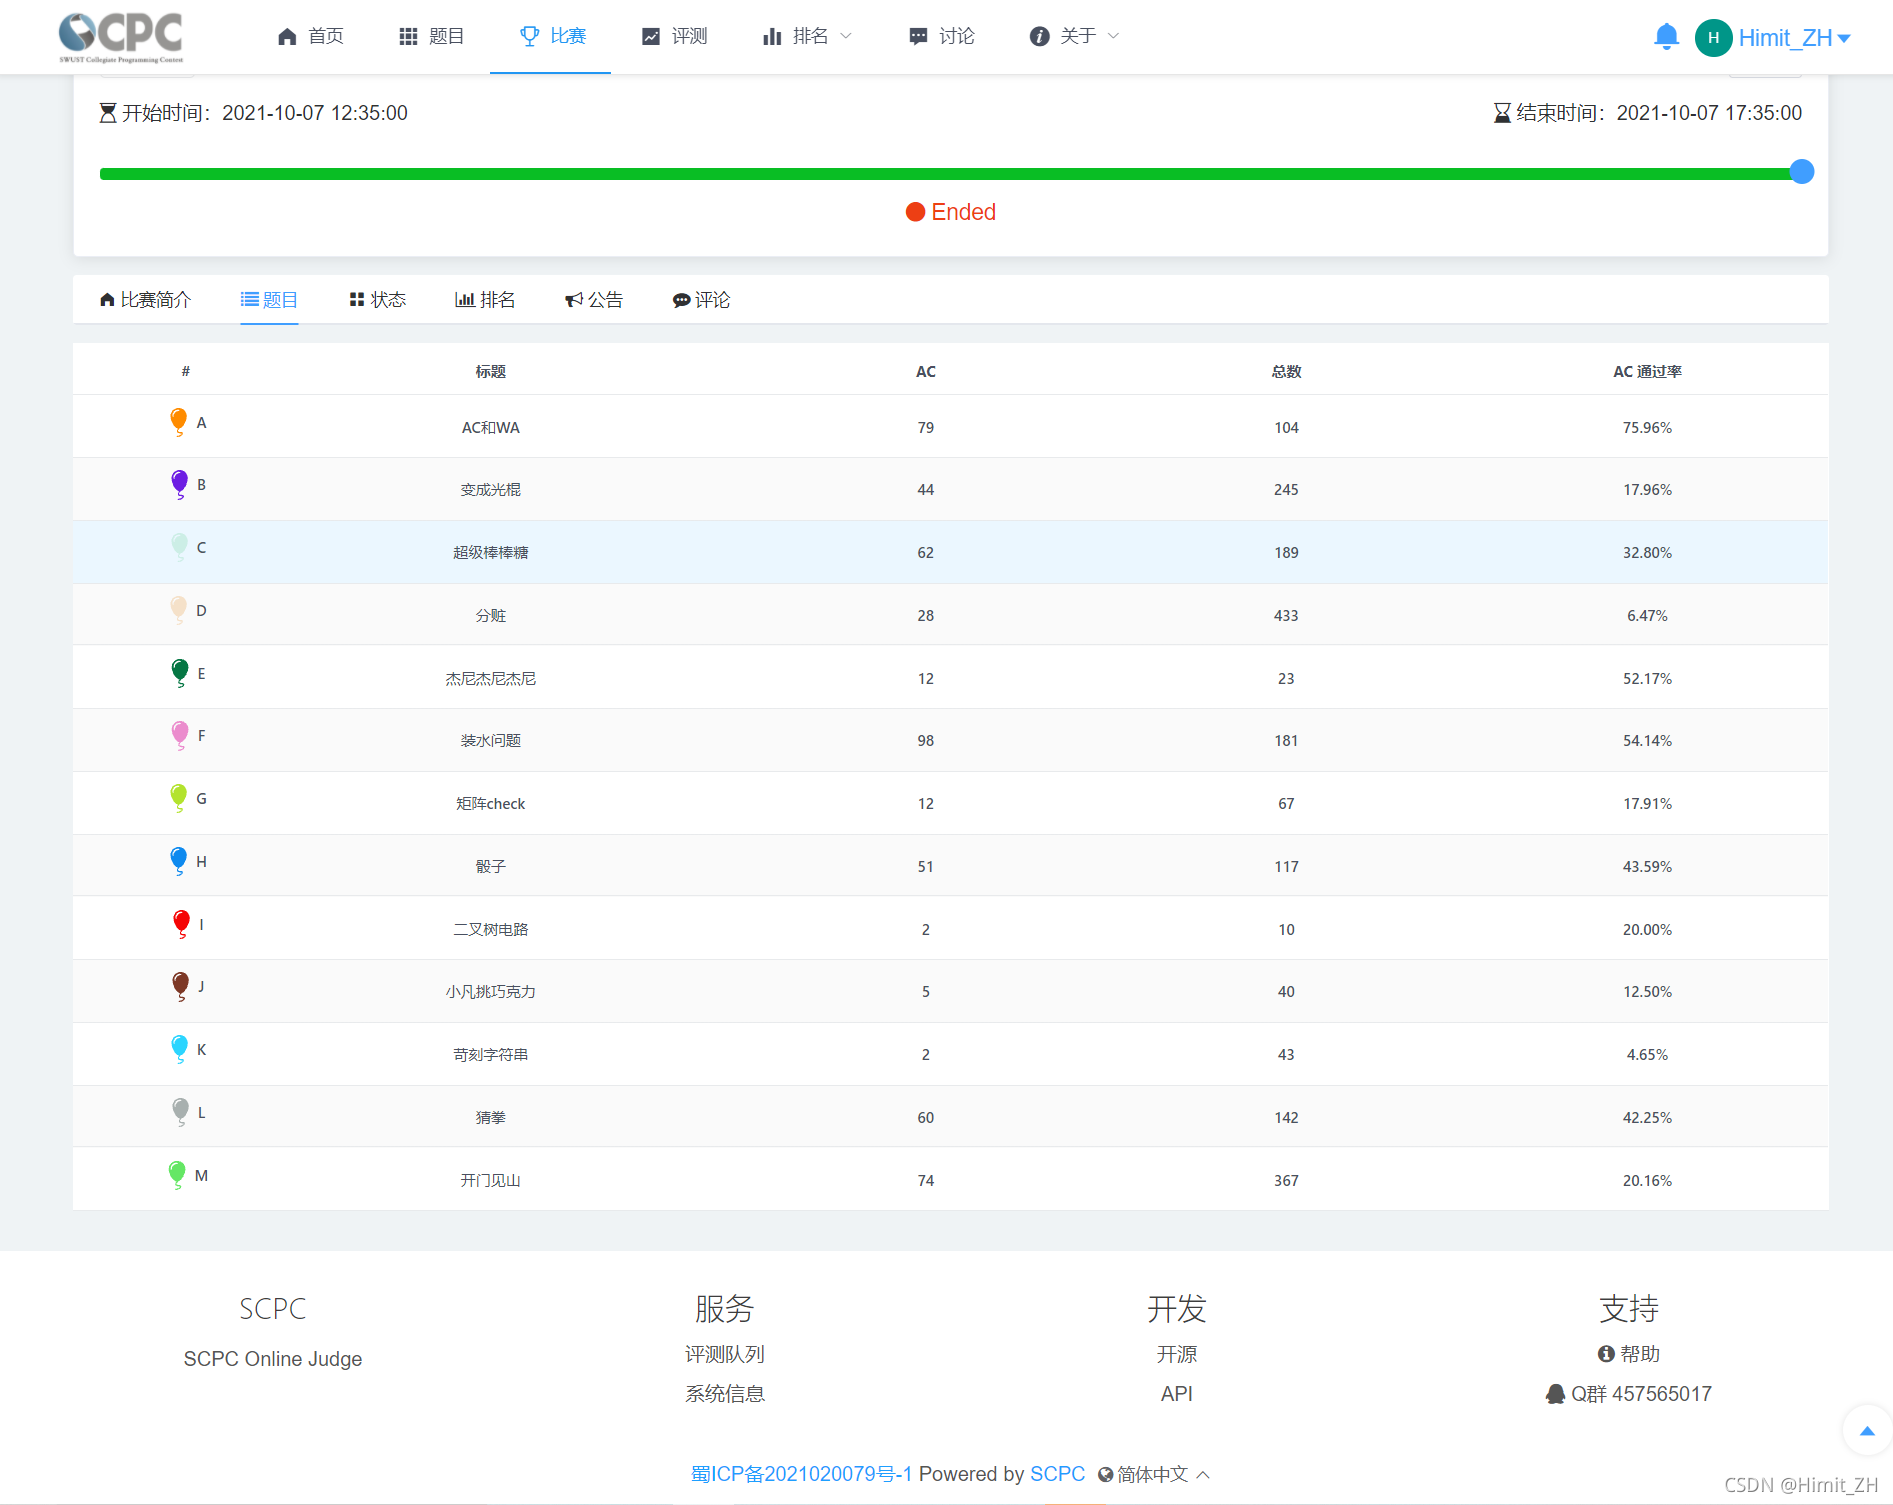 SCPC
SWUST Collegiate Programming Contest
首页 题目 比赛 评测 排名 讨论 关于
H Himit_ZH
开始时间：2021-10-07 12:35:00 结束时间：2021-10-07 17:35:00
Ended
比赛简介 题目 状态 排名 公告 评论
# 标题 AC 总数 AC 通过率
A AC和WA 79 104 75.96%
B 变成光棍 44 245 17.96%
C 超级棒棒糖 62 189 32.80%
D 分赃 28 433 6.47%
E 杰尼杰尼杰尼 12 23 52.17%
F 装水问题 98 181 54.14%
G 矩阵check 12 67 17.91%
H 骰子 51 117 43.59%
I 二叉树电路 2 10 20.00%
J 小凡挑巧克力 5 40 12.50%
K 苛刻字符串 2 43 4.65%
L 猜拳 60 142 42.25%
M 开门见山 74 367 20.16%
SCPC 服务 开发 支持
SCPC Online Judge 评测队列 开源 帮助
系统信息 API Q群 457565017
蜀ICP备2021020079号-1 Powered by SCPC 简体中文
CSDN @Himit_ZH